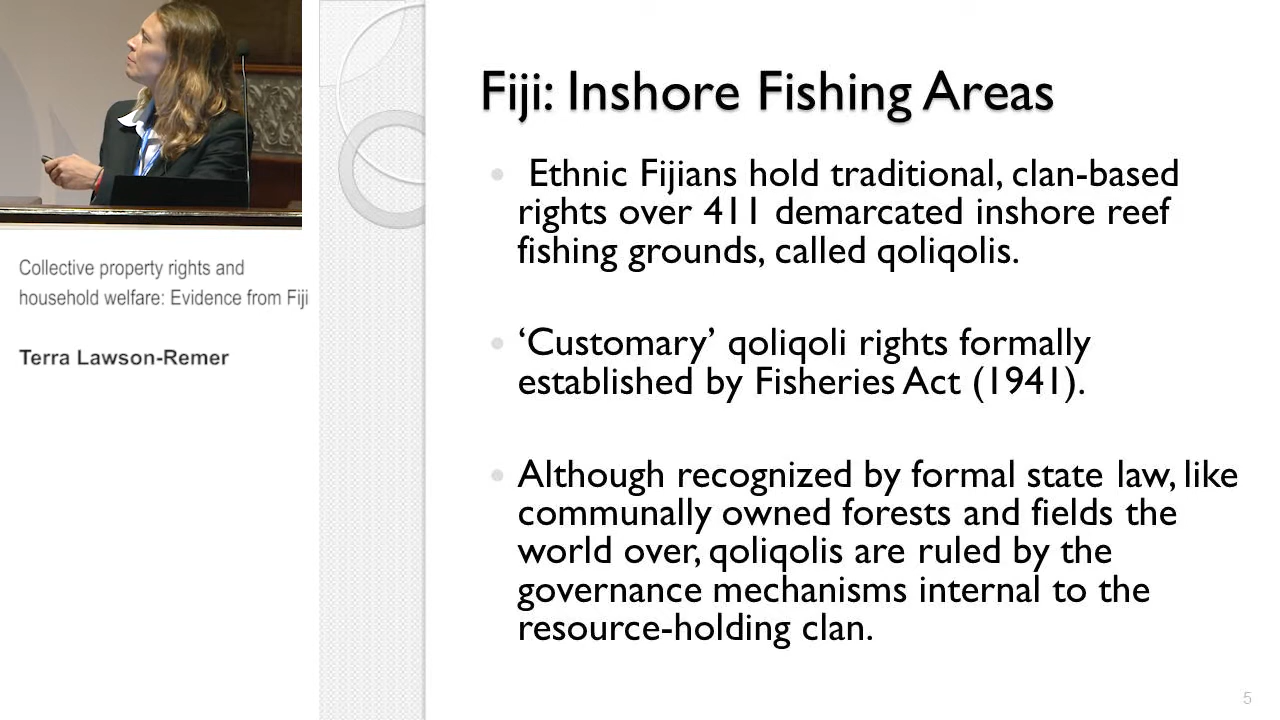 Collective property rights and
household welfare: Evidence from Fiji
Terra Lawson-Remer
Fiji: Inshore Fishing Areas
Ethnic Fijians hold traditional, clan-based
rights over 411 demarcated inshore reef
fishing grounds, called qoliqolis.
‘Customary’ qoliqoli rights formally
established by Fisheries Act (1941).
Although recognized by formal state law, like
communally owned forests and fields the
world over, qoliqolis are ruled by the
governance mechanisms internal to the
resource-holding clan.
5